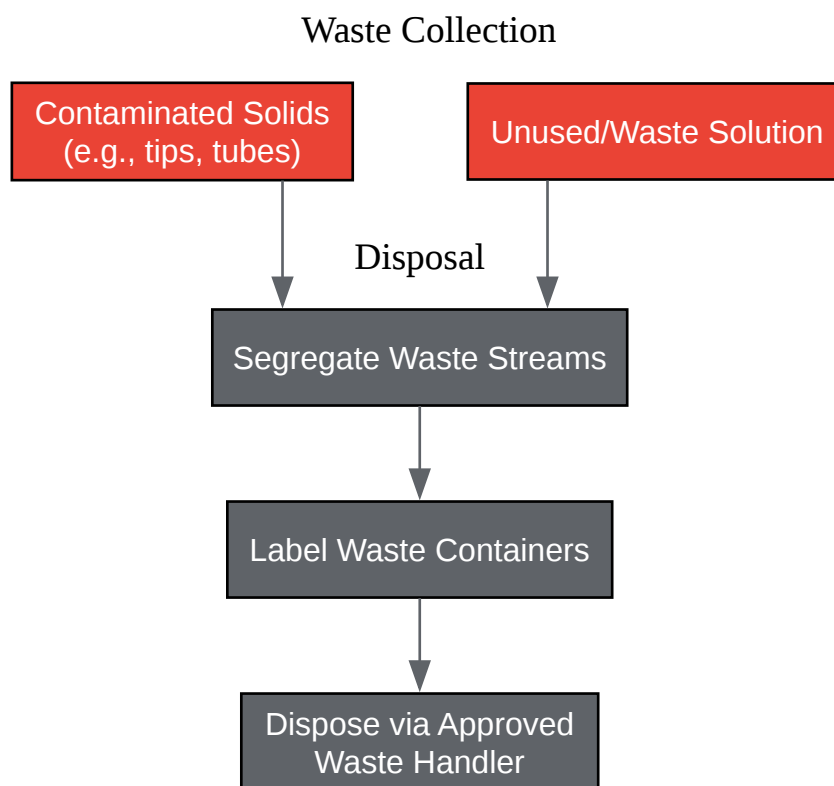 Waste Collection
Contaminated Solids
(e.g., tips, tubes)
Unused/Waste Solution
Disposal
Segregate Waste Streams
Label Waste Containers
Dispose via Approved
Waste Handler